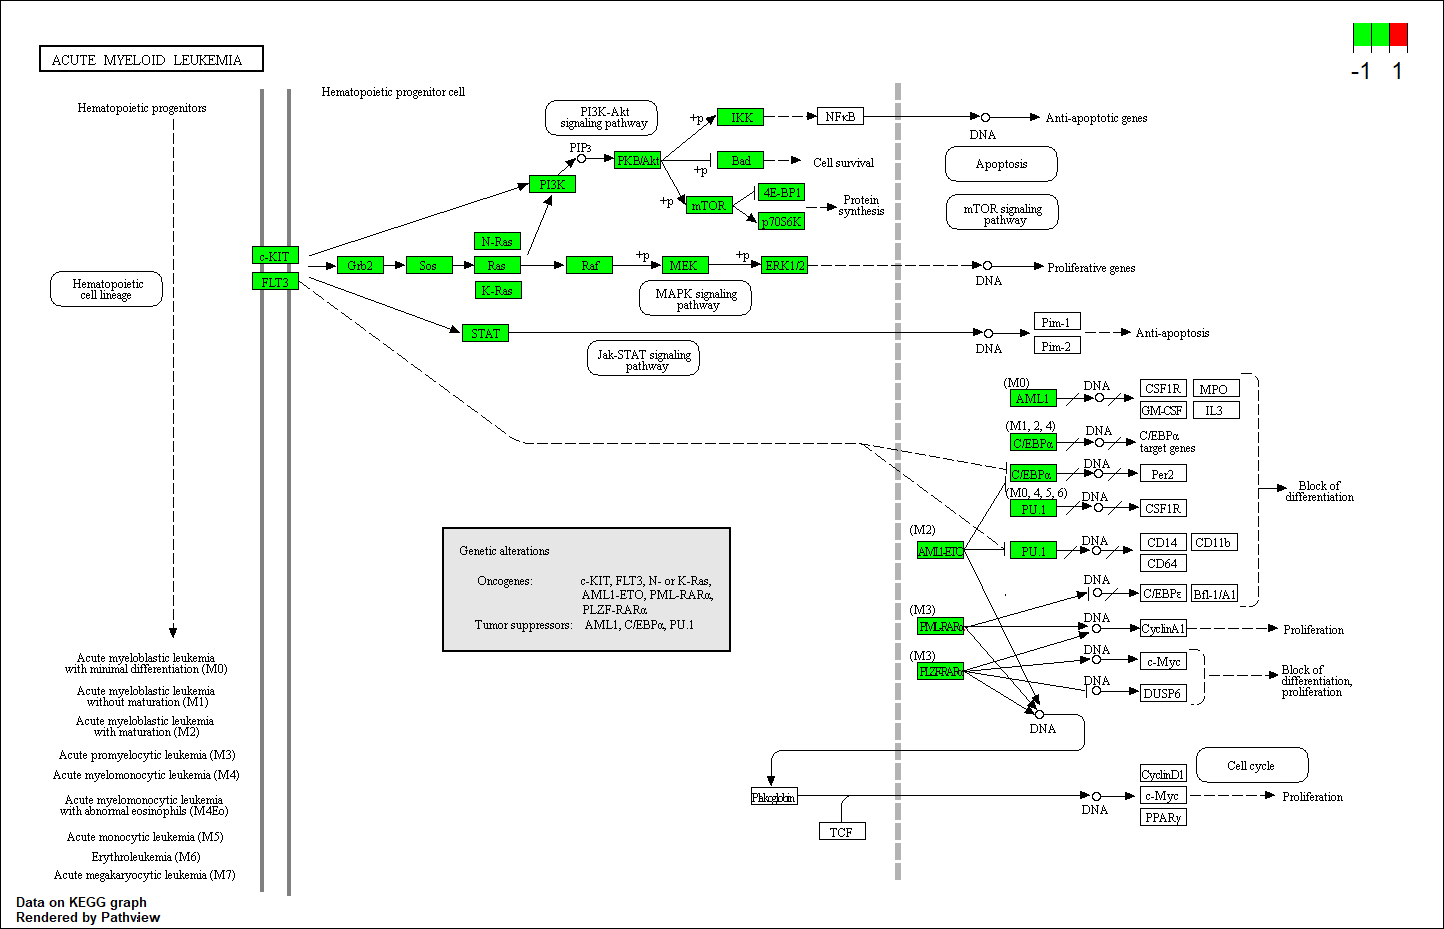 -1 1
ACUTE MYELOID LEUKEMIA
Hematopoietic progenitors
Hematopoietic progenitor cell
PI3K-Akt
signaling pathway
PIP3
+p
IKK
NFκB
DNA
Anti-apoptotic genes
PKB/Akt
Bad
+p
Cell survival
Apoptosis
PI3K
+p
mTOR
4E-BP1
p70S6K
Protein
synthesis
mTOR signaling
pathway
c-KIT
FLT3
Grb2
Sos
N-Ras
Ras
K-Ras
Raf
+p
MEK
+p
ERK1/2
DNA
Proliferative genes
MAPK signaling
pathway
Hematopoietic
cell lineage
STAT
Jak-STAT signaling
pathway
DNA
Pim-1
Pim-2
Anti-apoptosis
(M0)
AML1
DNA
CSF1R
MPO
GM-CSF
IL3
(M1, 2, 4)
C/EBPα
DNA
C/EBPα
target genes
C/EBPα
DNA
Per2
(M0, 4, 5, 6)
PU.1
DNA
CSF1R
Block of
differentiation
(M2)
AML1-ETO
PU.1
DNA
CD14
CD11b
CD64
DNA
C/EBPε
Bfl-1/A1
(M3)
PML-RARα
DNA
CyclinA1
Proliferation
(M3)
PLZF-RARα
DNA
c-Myc
DNA
DUSP6
Block of
differentiation,
proliferation
DNA
Genetic alterations
Oncogenes: c-KIT, FLT3, N- or K-Ras,
AML1-ETO, PML-RARα,
PLZF-RARα
Tumor suppressors: AML1, C/EBPα, PU.1
Acute myeloblastic leukemia
with minimal differentiation (M0)
Acute myeloblastic leukemia
without maturation (M1)
Acute myeloblastic leukemia
with maturation (M2)
Acute promyelocytic leukemia (M3)
Acute myelomonocytic leukemia (M4)
Acute myelomonocytic leukemia
with abnormal eosinophils (M4Eo)
Acute monocytic leukemia (M5)
Erythroleukemia (M6)
Acute megakaryocytic leukemia (M7)
Plakoglobin
TCF
DNA
CyclinD1
c-Myc
PPARγ
Cell cycle
Proliferation
Data on KEGG graph
Rendered by Pathview